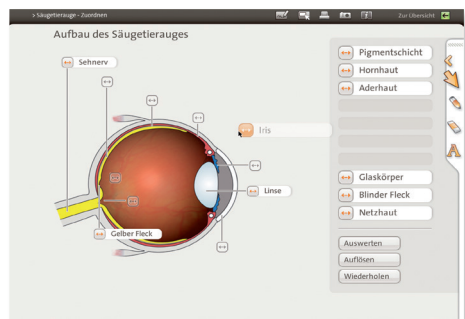 > Säugetierauge - Zuordnen
Zur Übersicht
Aufbau des Säugetierauges
Sehnerv
Iris
Linse
Gelber Fleck
Pigmentschicht
Hornhaut
Aderhaut
Glaskörper
Blinder Fleck
Netzhaut
Auswerten
Auflösen
Wiederholen
A